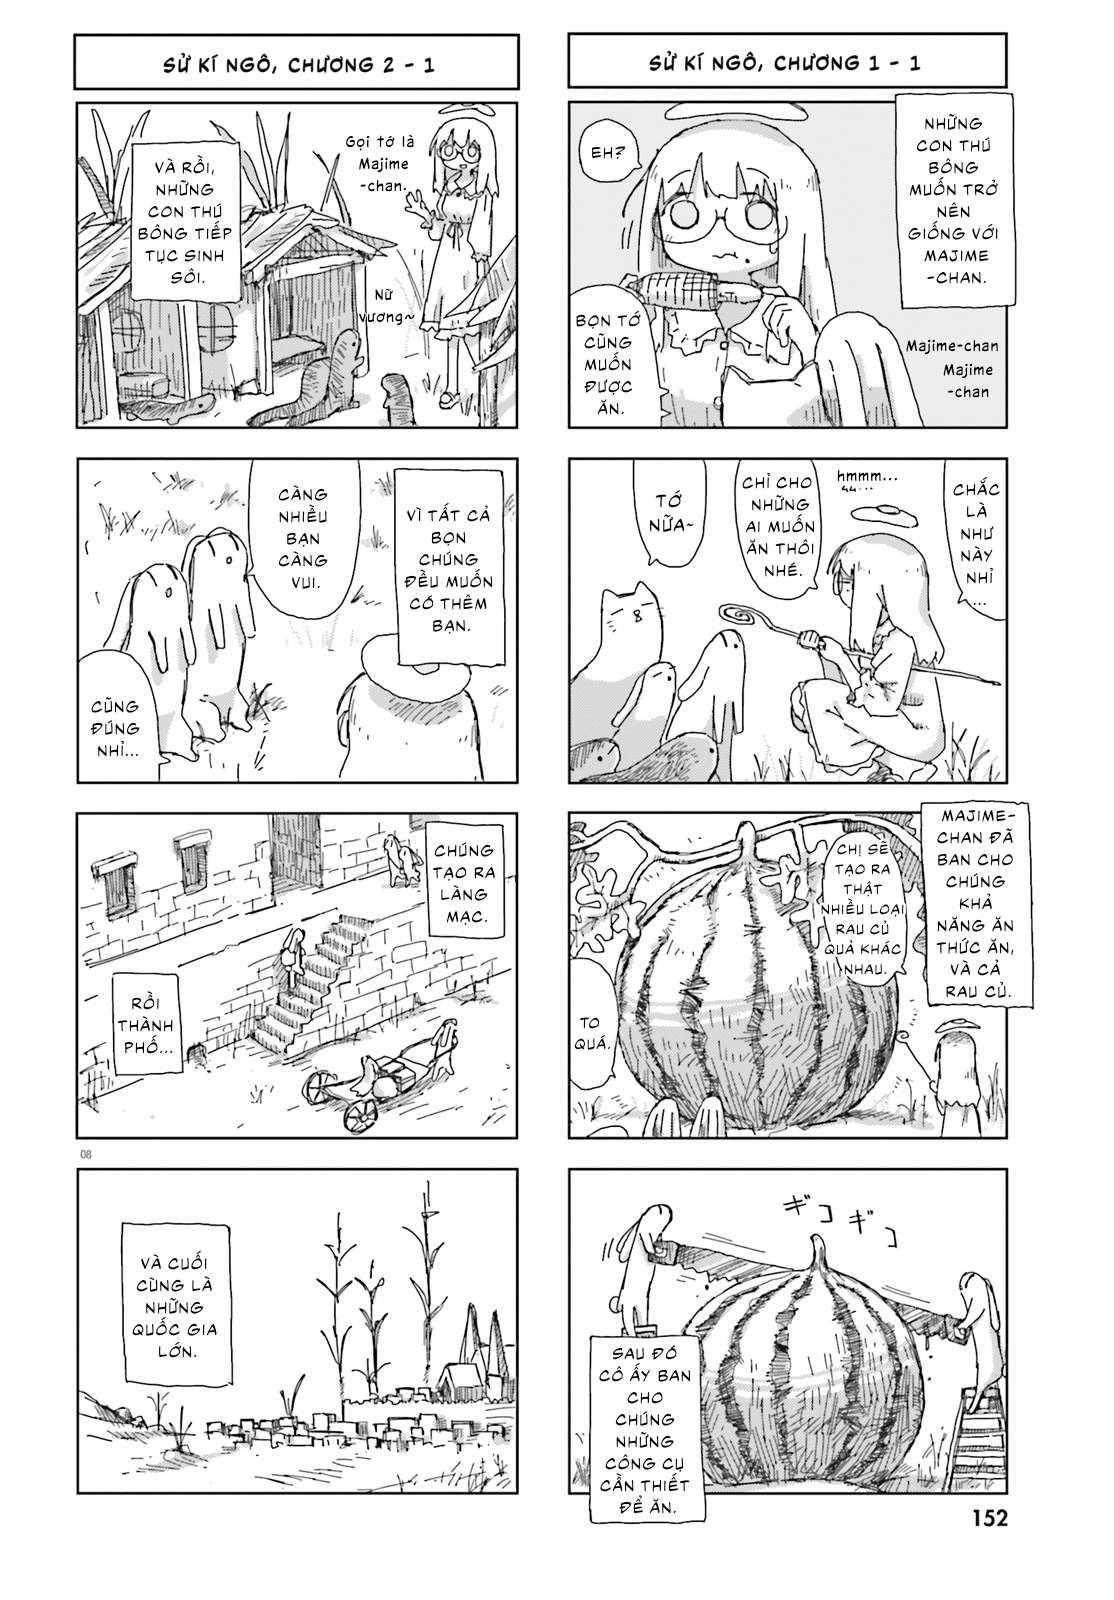 SỬ KÍ NGÔ, CHƯƠNG 1 - 1
NHỮNG
CON THÚ
BÔNG
MUỐN TRỞ
NÊN
GIỐNG VỚI
MAJIME
-CHAN.
EH?
BỌN TỚ
CŨNG
MUỐN
ĐƯỢC
ĂN.
Majime-chan
Majime
-chan
CHẮC
LÀ
NHƯ
NÀY
NHỈ
...
hmmm...
CHỈ CHO
NHỮNG
AI MUỐN
ĂN THÔI
NHÉ.
TỚ
NỮA~
MAJIME-
CHAN ĐÃ
BAN CHO
CHÚNG
KHẢ
NĂNG ĂN
THỨC ĂN,
VÀ CẢ
RAU CỦ.
CHỊ SẼ
TẠO RA
THẬT
NHIỀU LOẠI
RAU CỦ
QUẢ KHÁC
NHAU.
TO
QUÁ.
ギコ ギコ
SAU ĐÓ
CÔ ẤY BAN
CHO
CHÚNG
NHỮNG
CÔNG CỤ
CẦN THIẾT
ĐỂ ĂN.
152
SỬ KÍ NGÔ, CHƯƠNG 2 - 1
Gọi tớ là
Majime
-chan.
VÀ RỒI,
NHỮNG
CON THÚ
BÔNG TIẾP
TỤC SINH
SÔI.
Nữ
vương~
VÌ TẤT CẢ
BỌN
CHÚNG
ĐỀU MUỐN
CÓ THÊM
BẠN.
CÀNG
NHIỀU
BẠN
CÀNG
VUI.
CŨNG
ĐÚNG
NHỈ...
CHÚNG
TẠO RA
LÀNG
MẠC.
RỒI
THÀNH
PHỐ...
08
VÀ CUỐI
CÙNG LÀ
NHỮNG
QUỐC GIA
LỚN.